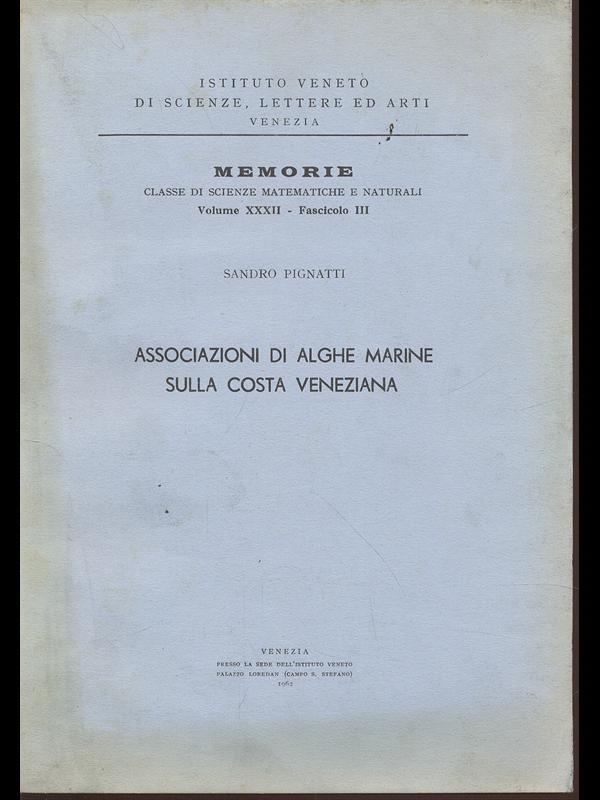 ISTITUTO VENETO
DI SCIENZE, LETTERE ED ARTI
VENEZIA
MEMORIE
CLASSE DI SCIENZE MATEMATICHE E NATURALI
Volume XXXII - Fascicolo III
SANDRO PIGNATTI
ASSOCIAZIONI DI ALGHE MARINE
SULLA COSTA VENEZIANA
VENEZIA
PRESSO LA SEDE DELL'ISTITUTO VENETO
PALAZZO LOREDAN (CAMPO S. STEFANO)
1962